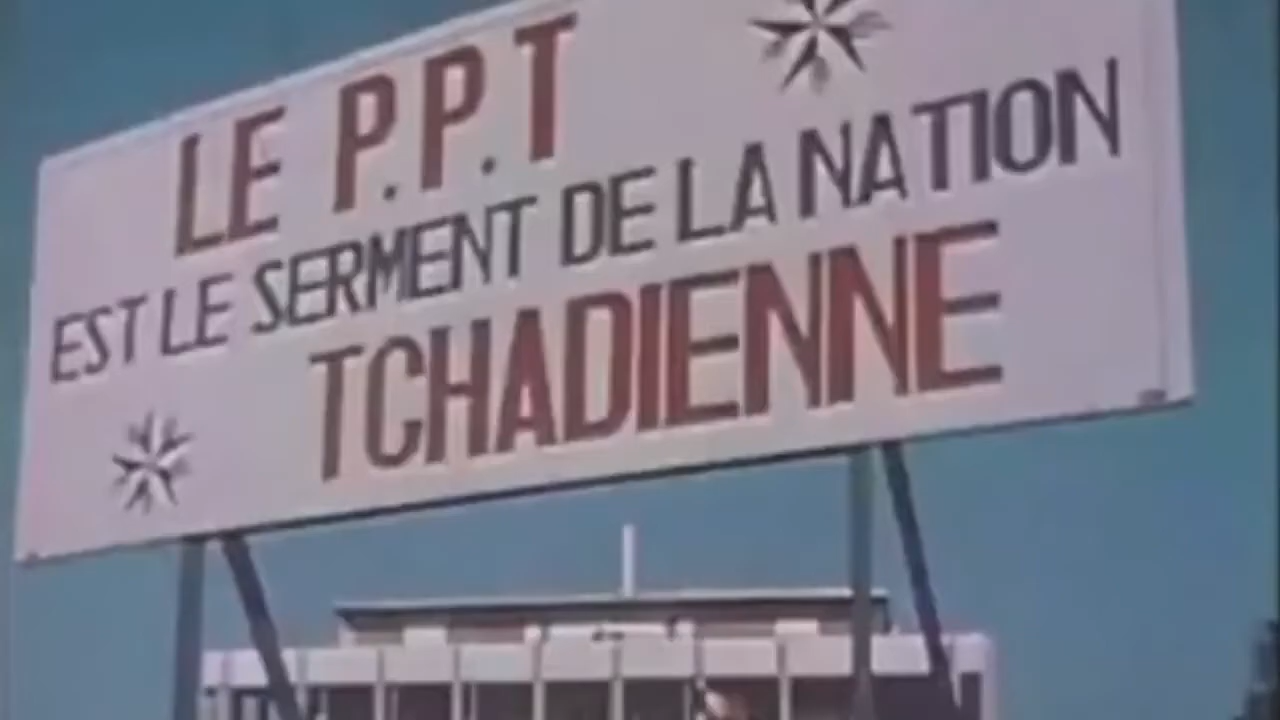 LE P.P.T
EST LE SERMENT DE LA NATION
TCHADIENNE